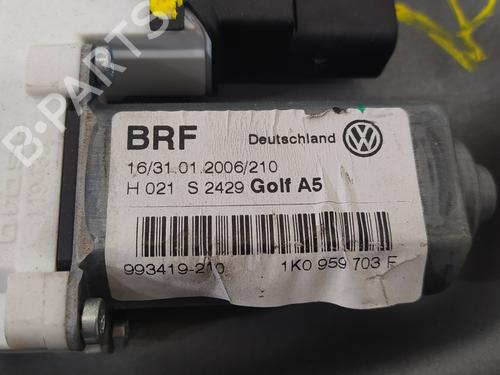 B-PARTS
BRF Deutschland
16/31.01.2006/210
H 021 S 2429 Golf A5
993419-210 1K0 959 703 F